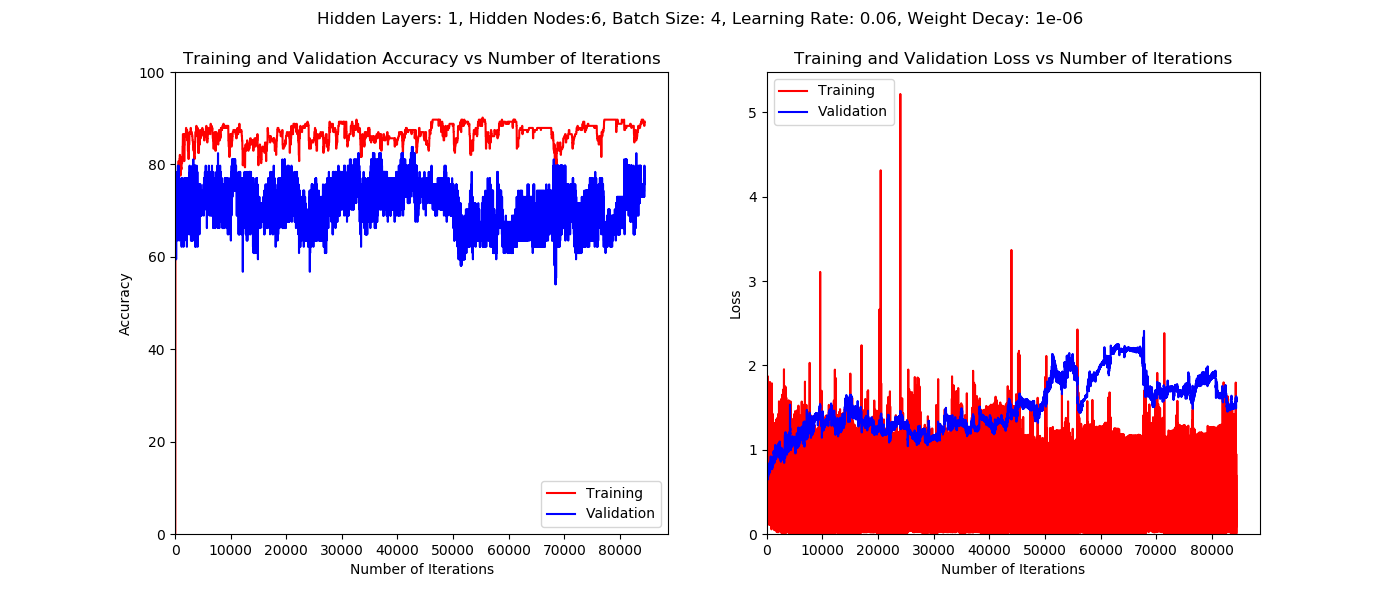 Hidden Layers: 1, Hidden Nodes:6, Batch Size: 4, Learning Rate: 0.06, Weight Decay: 1e-06
Training and Validation Accuracy vs Number of Iterations
100
80
60
40
20
0
Accuracy
0 10000 20000 30000 40000 50000 60000 70000 80000
Number of Iterations
Training
Validation
Training and Validation Loss vs Number of Iterations
Training
Validation
5
4
3
2
1
0
Loss
0 10000 20000 30000 40000 50000 60000 70000 80000
Number of Iterations